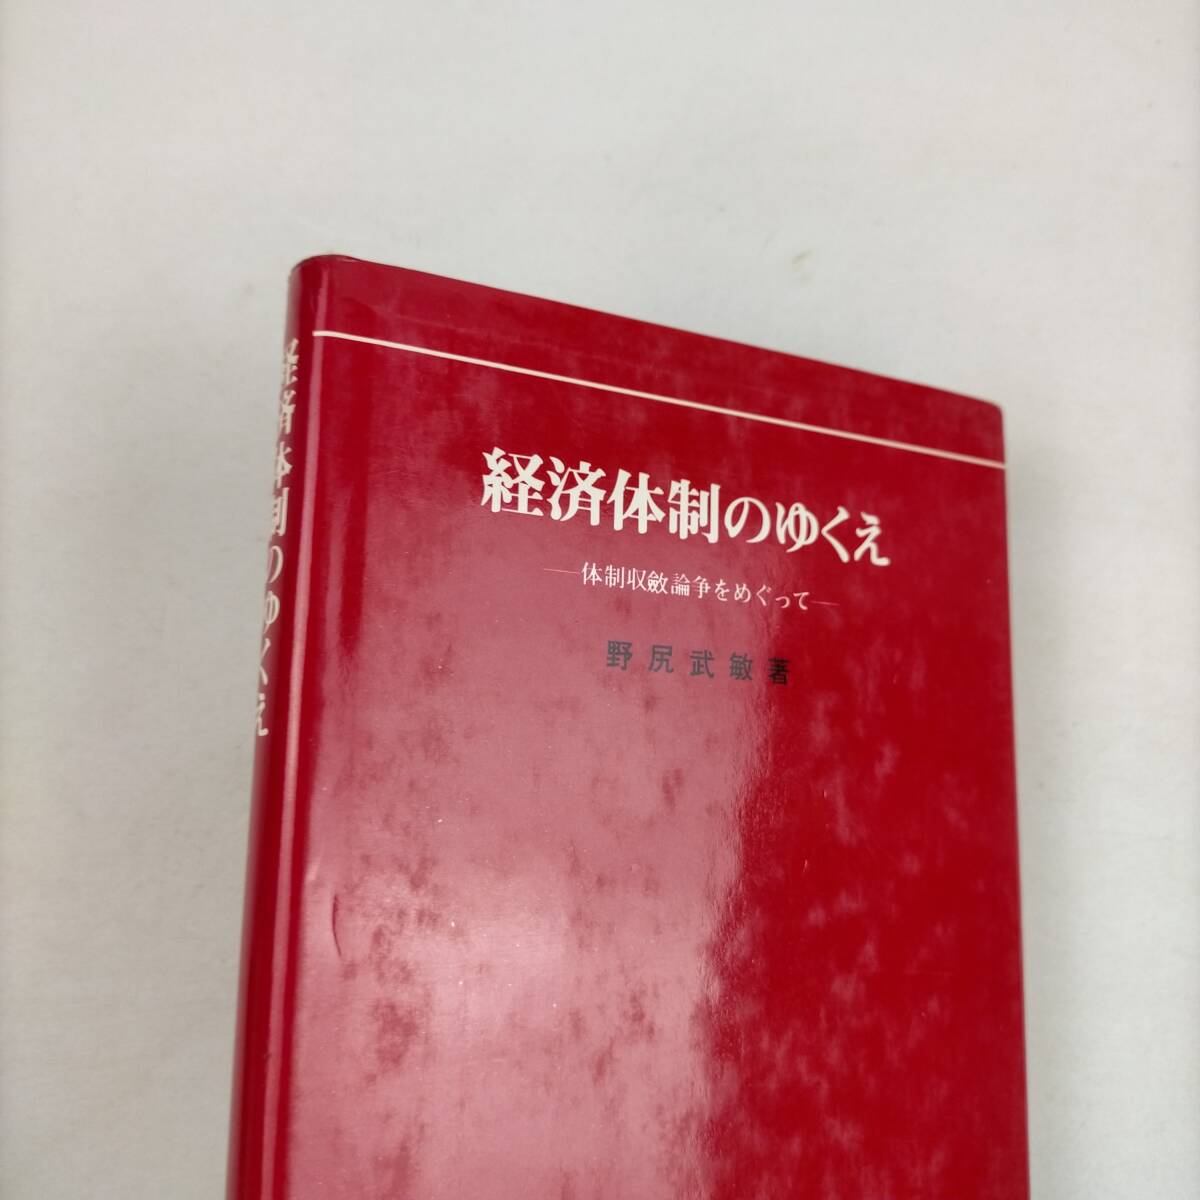 経済体制のゆくえ
―体制収斂論争をめぐって―
野尻武敏著
経済体制のゆくえ